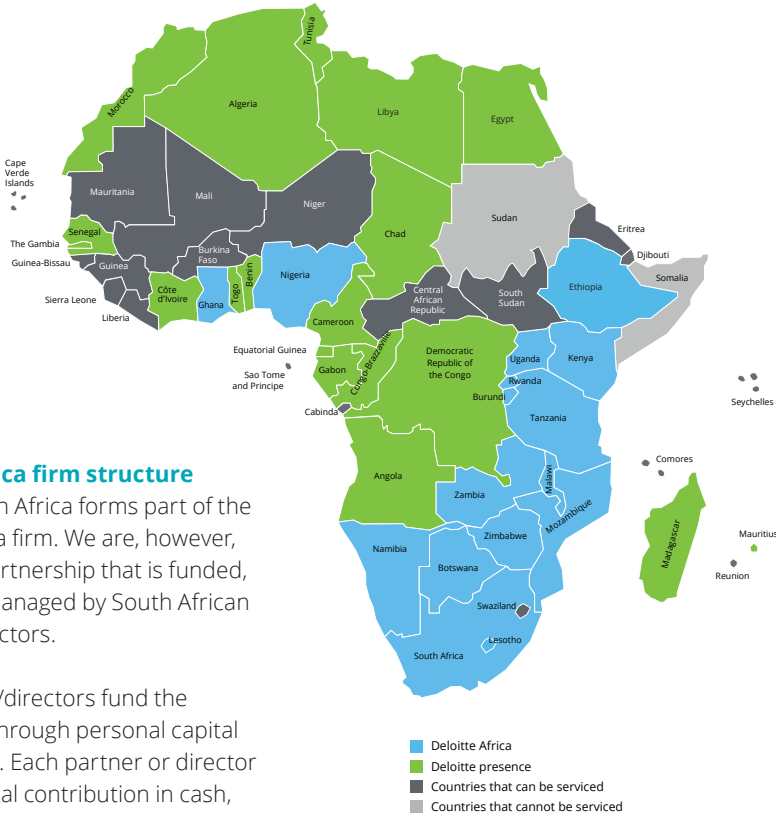 Tunisia
Morocco
Algeria
Libya
Egypt
Cape
Verde
Islands
Mauritania
Mali
Niger
Chad
Sudan
Eritrea
Senegal
The Gambia
Guinea-Bissau
Guinea
Burkina
Faso
Djibouti
Somalia
Sierra Leone
Liberia
Côte
d'Ivoire
Ghana
Togo
Benin
Nigeria
Central
African
Republic
South
Sudan
Ethiopia
Cameroon
Equatorial Guinea
Sao Tome
and Principe
Gabon
Congo-Brazzaville
Democratic
Republic of
the Congo
Uganda
Kenya
Rwanda
Burundi
Cabinda
Tanzania
Seychelles
Comores
Angola
Zambia
Malawi
Mozambique
Zimbabwe
Namibia
Botswana
Madagascar
Mauritius
Reunion
Swaziland
Lesotho
South Africa
ca firm structure
n Africa forms part of the
a firm. We are, however,
artnership that is funded,
managed by South African
ctors.
/directors fund the
hrough personal capital
. Each partner or director
tal contribution in cash,
Deloitte Africa
Deloitte presence
Countries that can be serviced
Countries that cannot be serviced